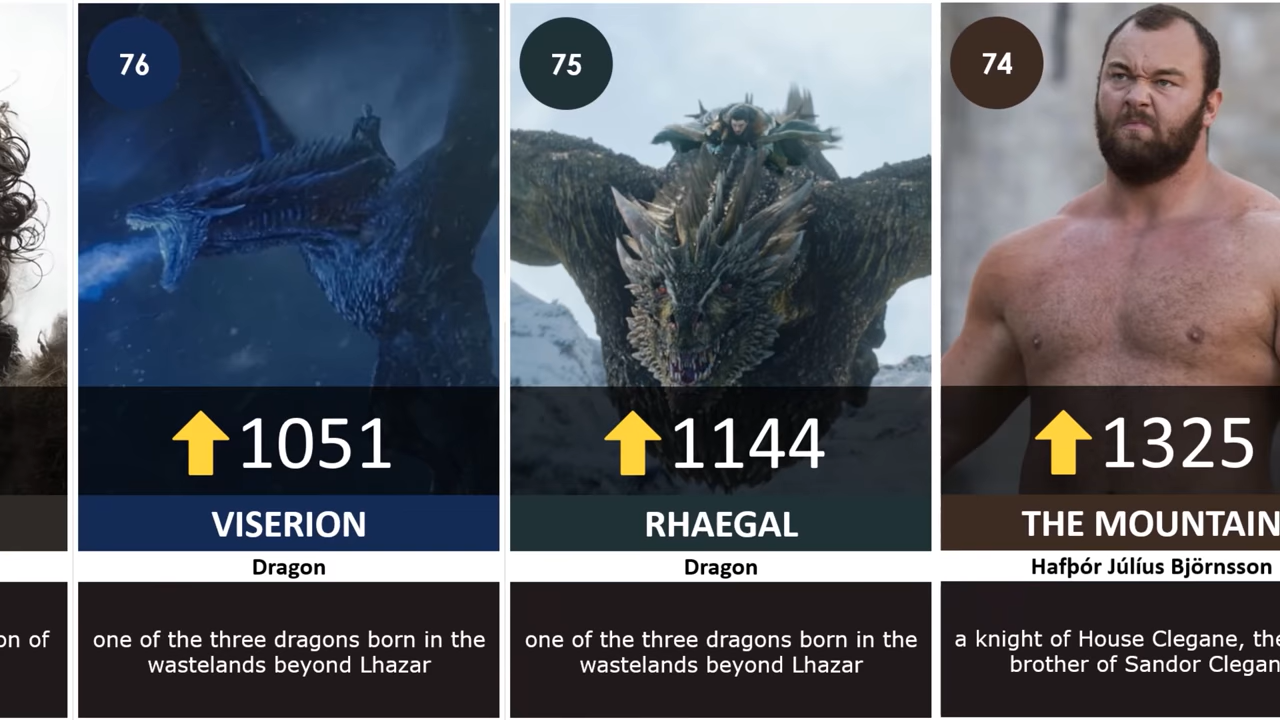 76
1051
VISERION
Dragon
one of the three dragons born in the
wastelands beyond Lhazar
75
1144
RHAEGAL
Dragon
one of the three dragons born in the
wastelands beyond Lhazar
74
1325
THE MOUNTAIN
Hafþór Júlíus Björnsson
a knight of House Clegane, the
brother of Sandor Clegan
on of